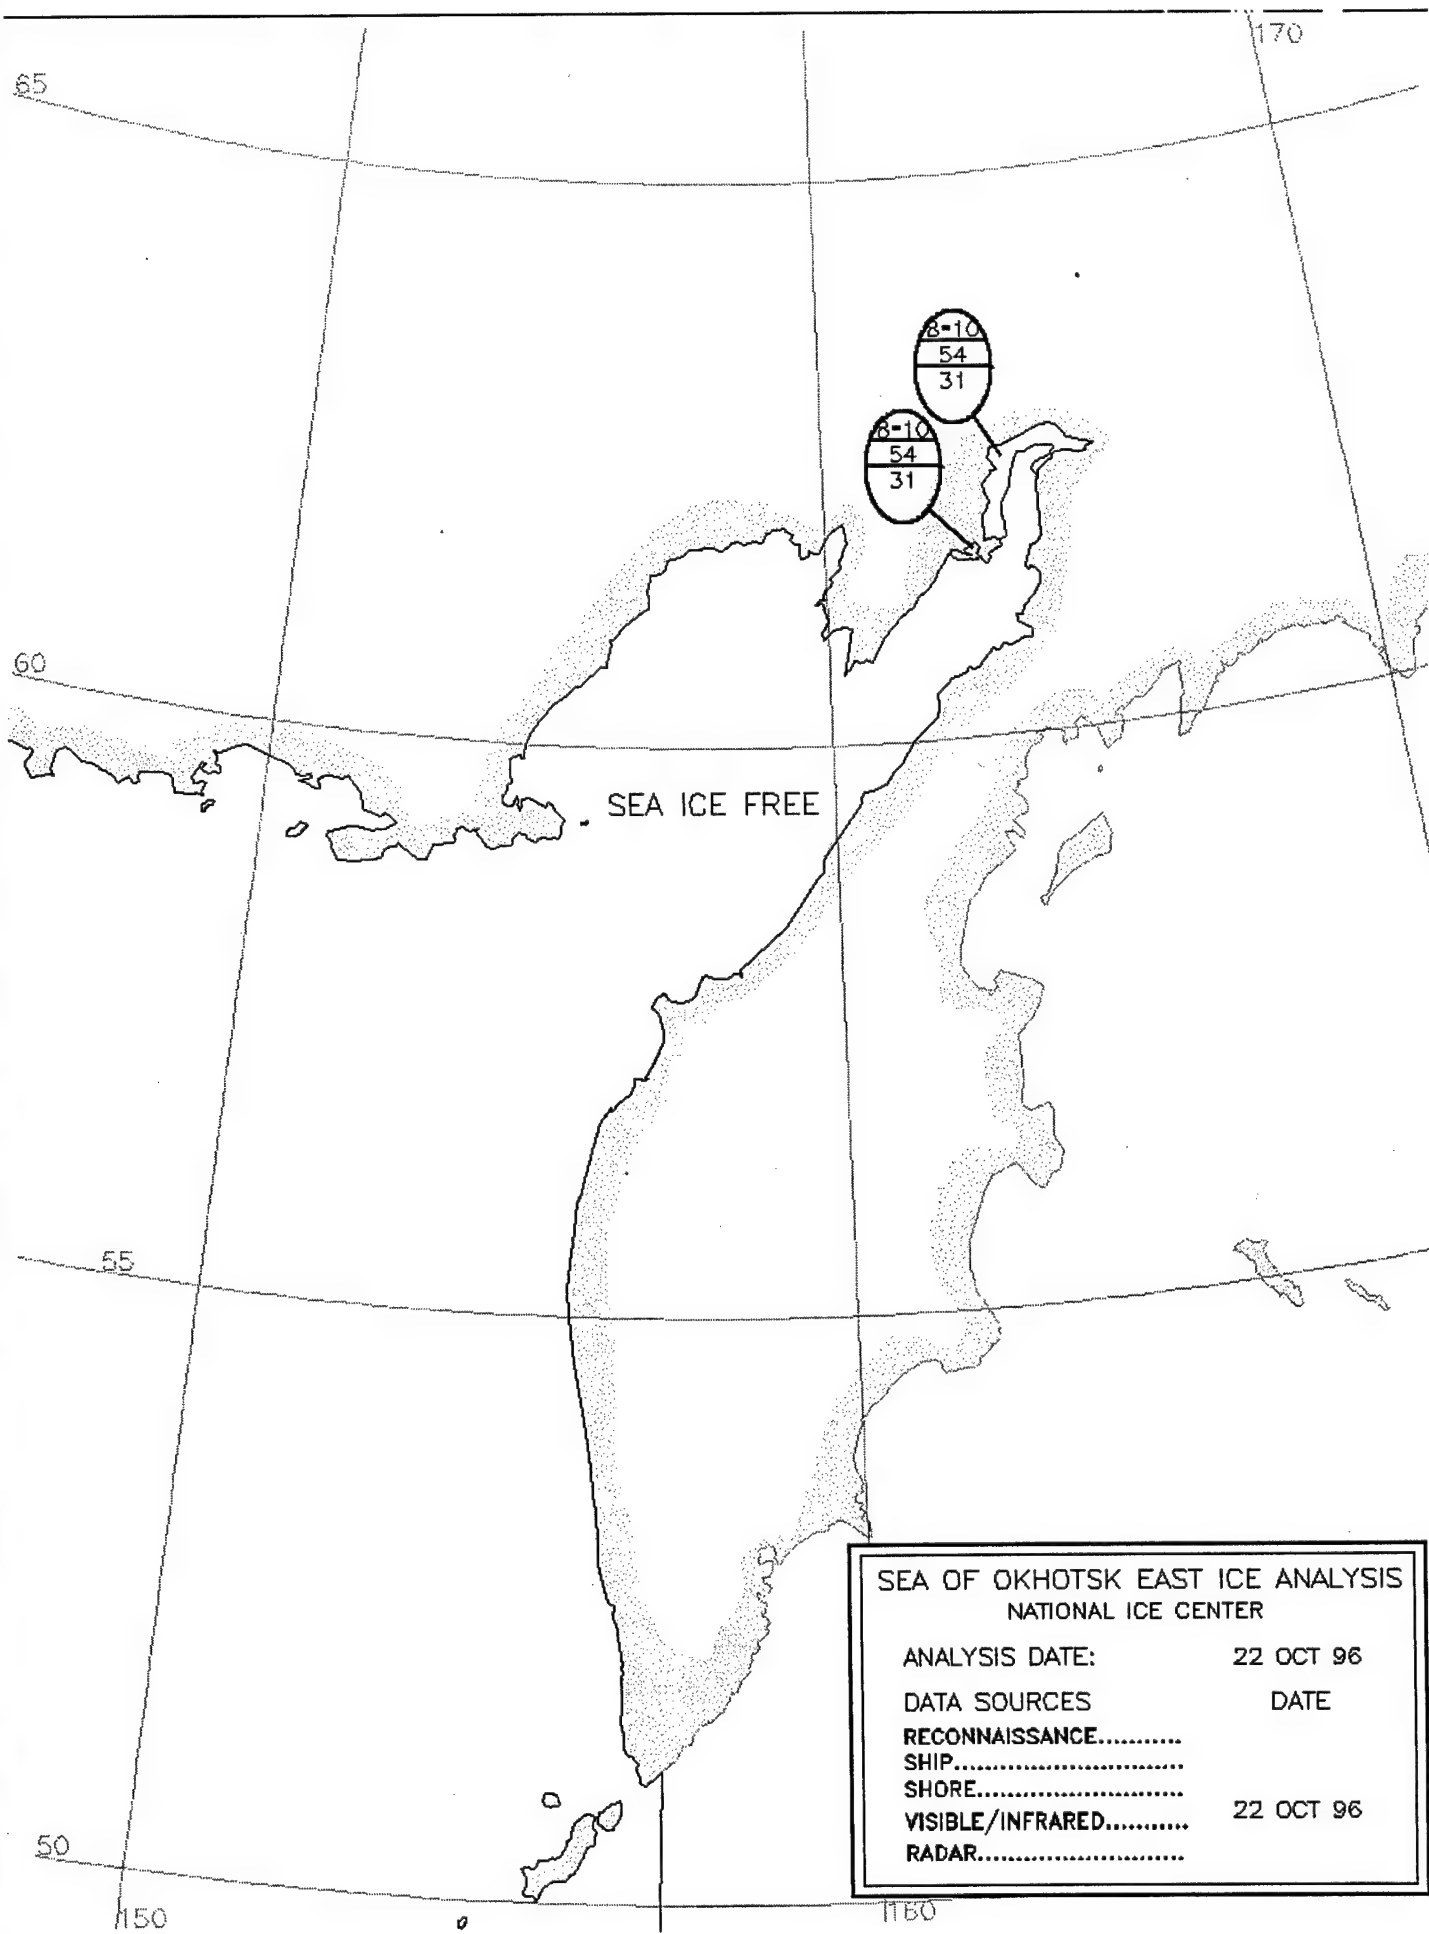 170
65
8-10
54
31
8-10
54
31
60
SEA ICE FREE
55
SEA OF OKHOTSK EAST ICE ANALYSIS
NATIONAL ICE CENTER
ANALYSIS DATE: 22 OCT 96
DATA SOURCES DATE
RECONNAISSANCE...........
SHIP..............................
SHORE...........................
VISIBLE/INFRARED........... 22 OCT 96
RADAR...........................
50
150
160